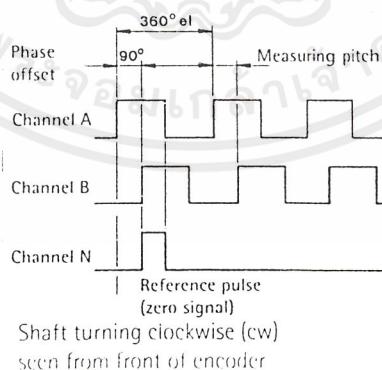 360° el
Phase
offset
90°
Measuring pitch
Channel A
Channel B
Channel N
Reference pulse
(zero signal)
Shaft turning clockwise (cw)
seen from front of encoder